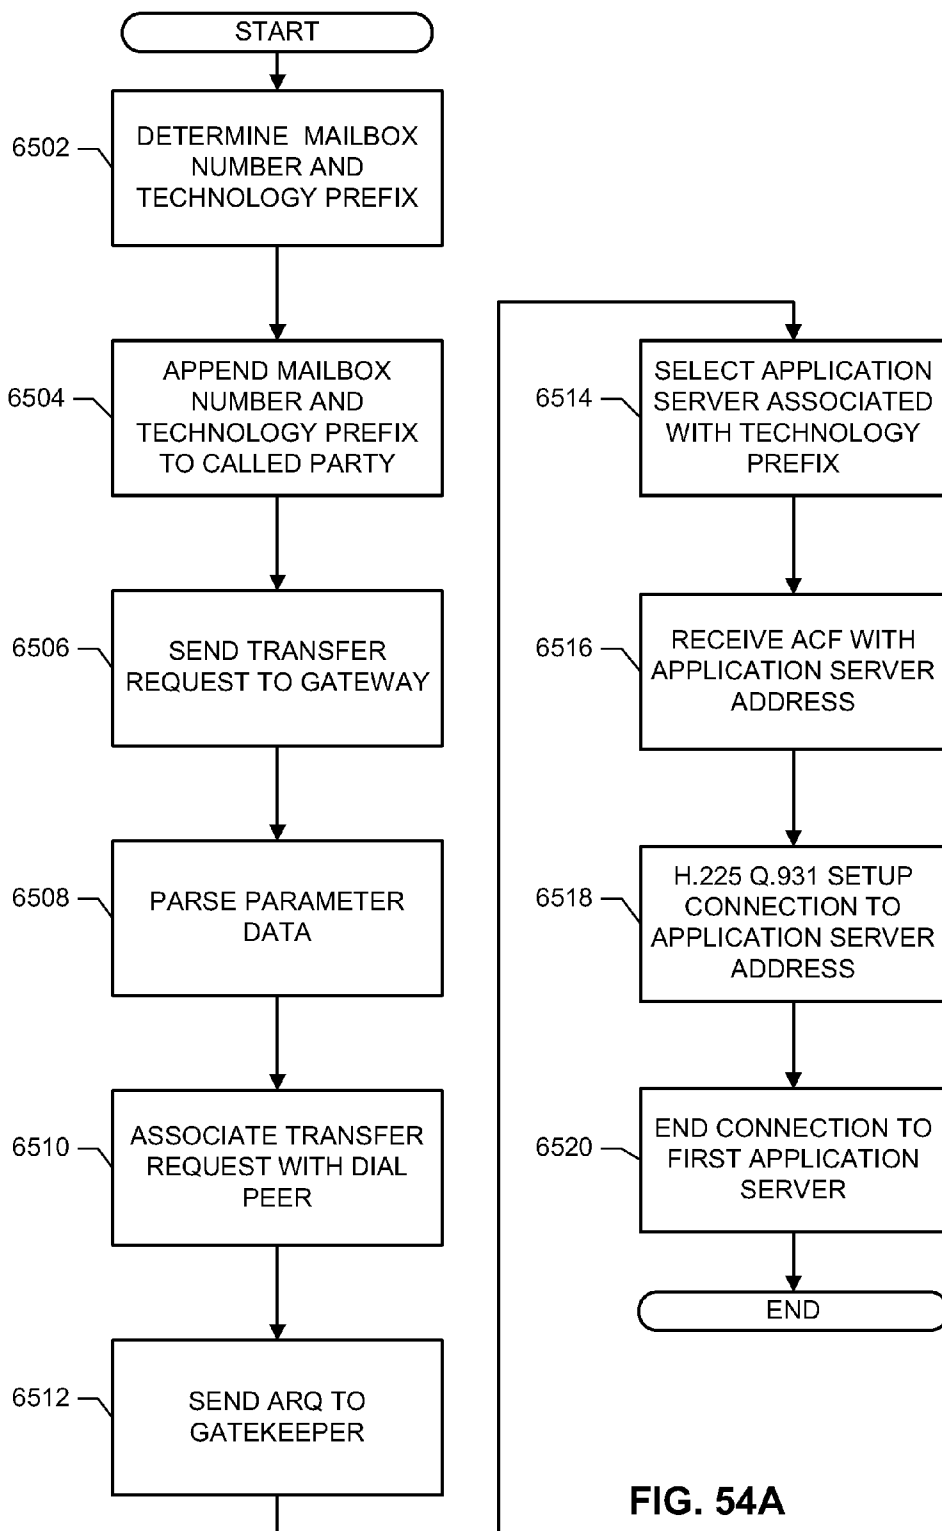 START
6502
DETERMINE MAILBOX
NUMBER AND
TECHNOLOGY PREFIX
6504
APPEND MAILBOX
NUMBER AND
TECHNOLOGY PREFIX
TO CALLED PARTY
6506
SEND TRANSFER
REQUEST TO GATEWAY
6508
PARSE PARAMETER
DATA
6510
ASSOCIATE TRANSFER
REQUEST WITH DIAL
PEER
6512
SEND ARQ TO
GATEKEEPER
6514
SELECT APPLICATION
SERVER ASSOCIATED
WITH TECHNOLOGY
PREFIX
6516
RECEIVE ACF WITH
APPLICATION SERVER
ADDRESS
6518
H.225 Q.931 SETUP
CONNECTION TO
APPLICATION SERVER
ADDRESS
6520
END CONNECTION TO
FIRST APPLICATION
SERVER
END
FIG. 54A